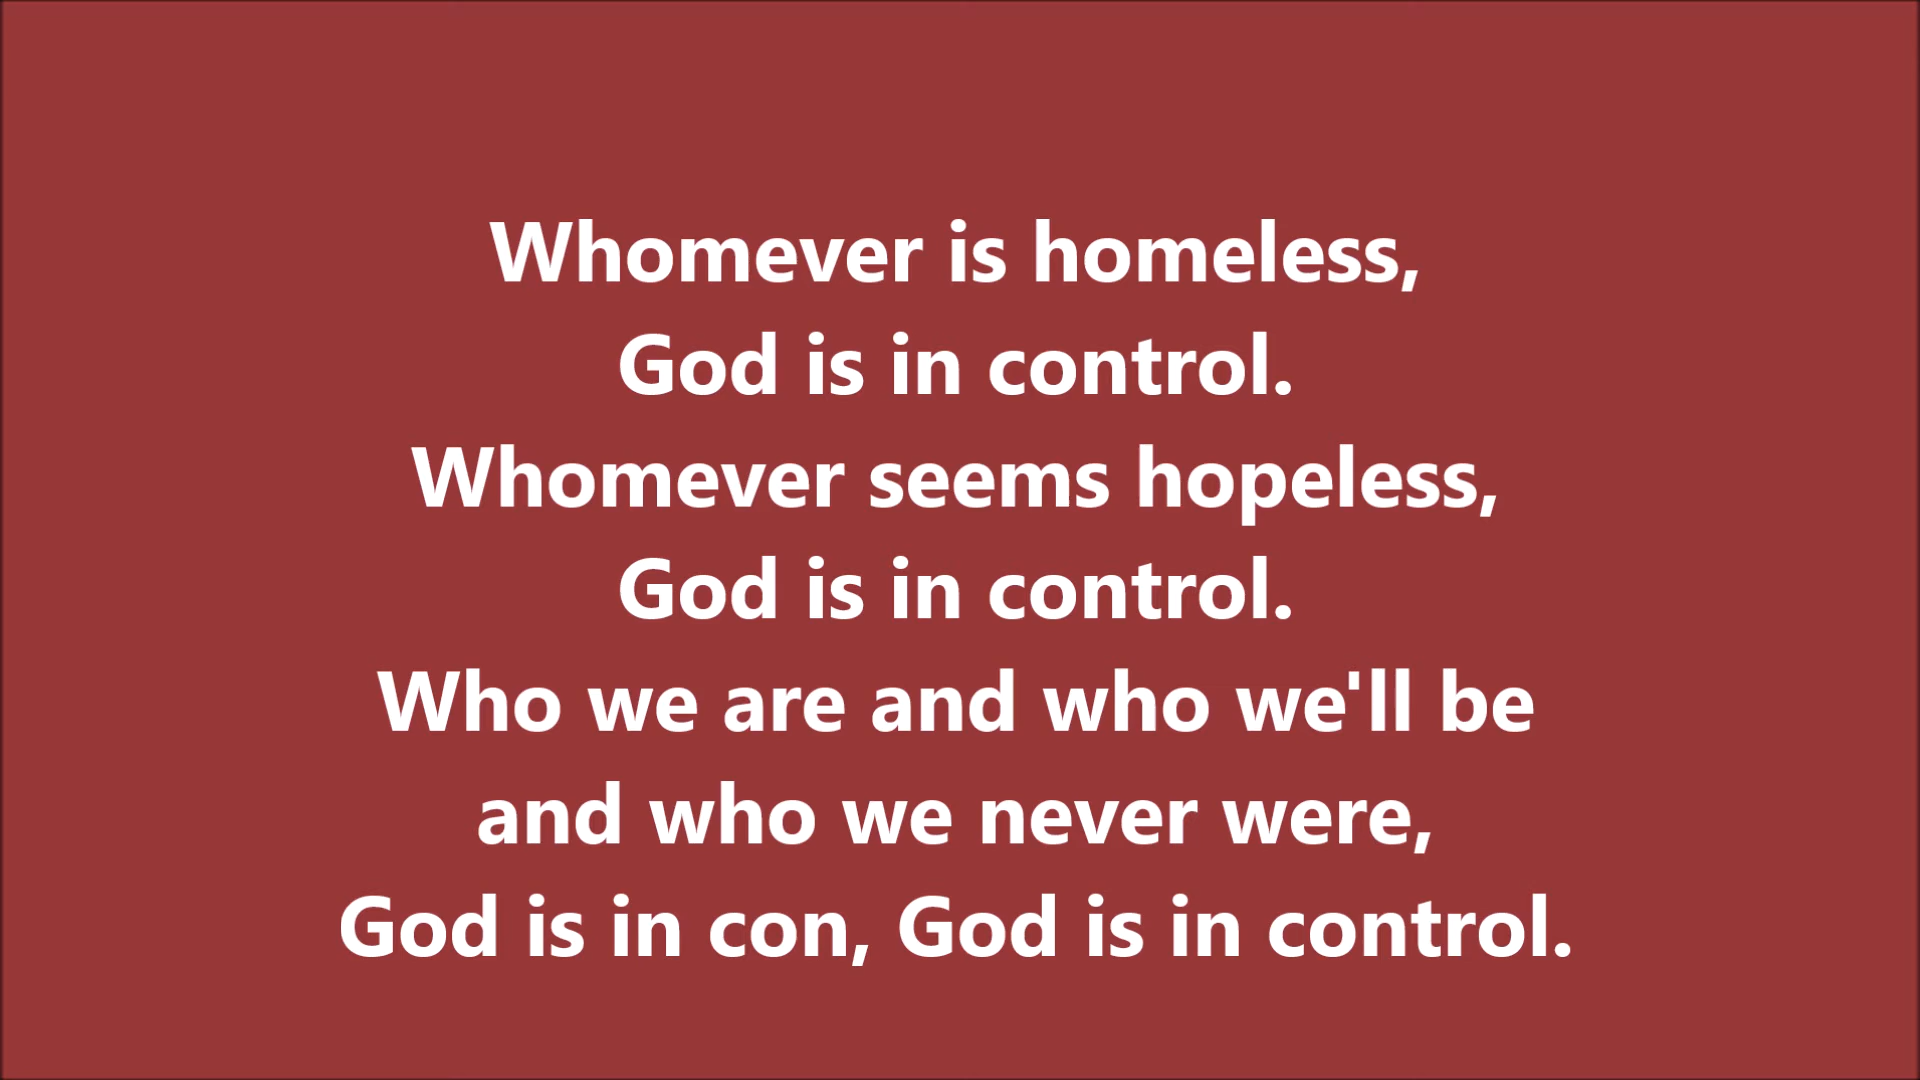 Whomever is homeless,
God is in control.
Whomever seems hopeless,
God is in control.
Who we are and who we'll be
and who we never were,
God is in con, God is in control.